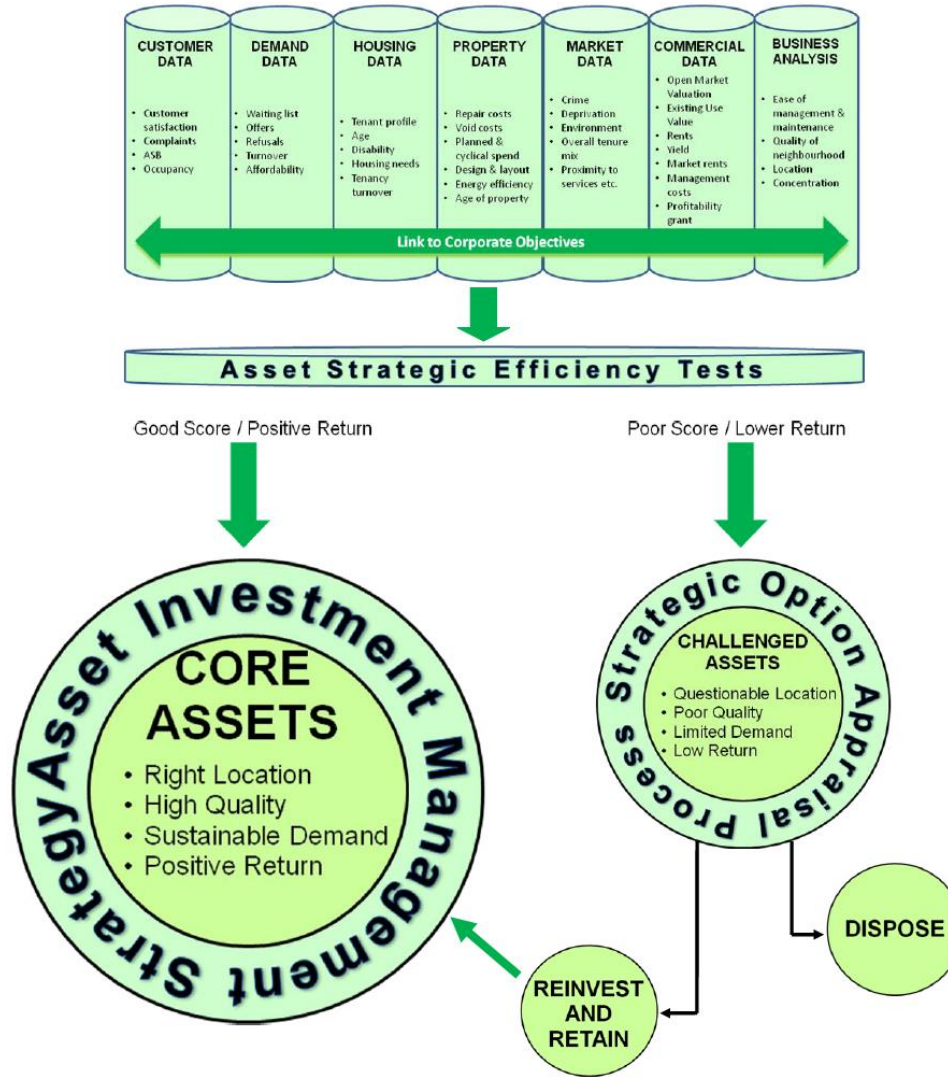 CUSTOMER
DATA
• Customer
satisfaction
• Complaints
• ASB
• Occupancy
DEMAND
DATA
• Waiting list
• Offers
• Refusals
• Turnover
• Affordability
HOUSING
DATA
• Tenant profile
• Age
• Disability
• Housing needs
• Tenancy
turnover
PROPERTY
DATA
• Repair costs
• Void costs
• Planned &
cyclical spend
• Design & layout
• Energy efficiency
• Age of property
MARKET
DATA
• Crime
• Deprivation
• Environment
• Overall tenure
mix
• Proximity to
services etc.
COMMERCIAL
DATA
• Open Market
Valuation
• Existing Use
Value
• Rents
• Yield
• Market rents
• Management
costs
• Profitability
grant
BUSINESS
ANALYSIS
• Ease of
management &
maintenance
• Quality of
neighbourhood
• Location
• Concentration
Link to Corporate Objectives
Asset Strategic Efficiency Tests
Good Score / Positive Return
Poor Score / Lower Return
Asset Investment Management Strategy
CORE
ASSETS
• Right Location
• High Quality
• Sustainable Demand
• Positive Return
Strategic Option Appraisal Process
CHALLENGED
ASSETS
• Questionable Location
• Poor Quality
• Limited Demand
• Low Return
DISPOSE
REINVEST
AND
RETAIN